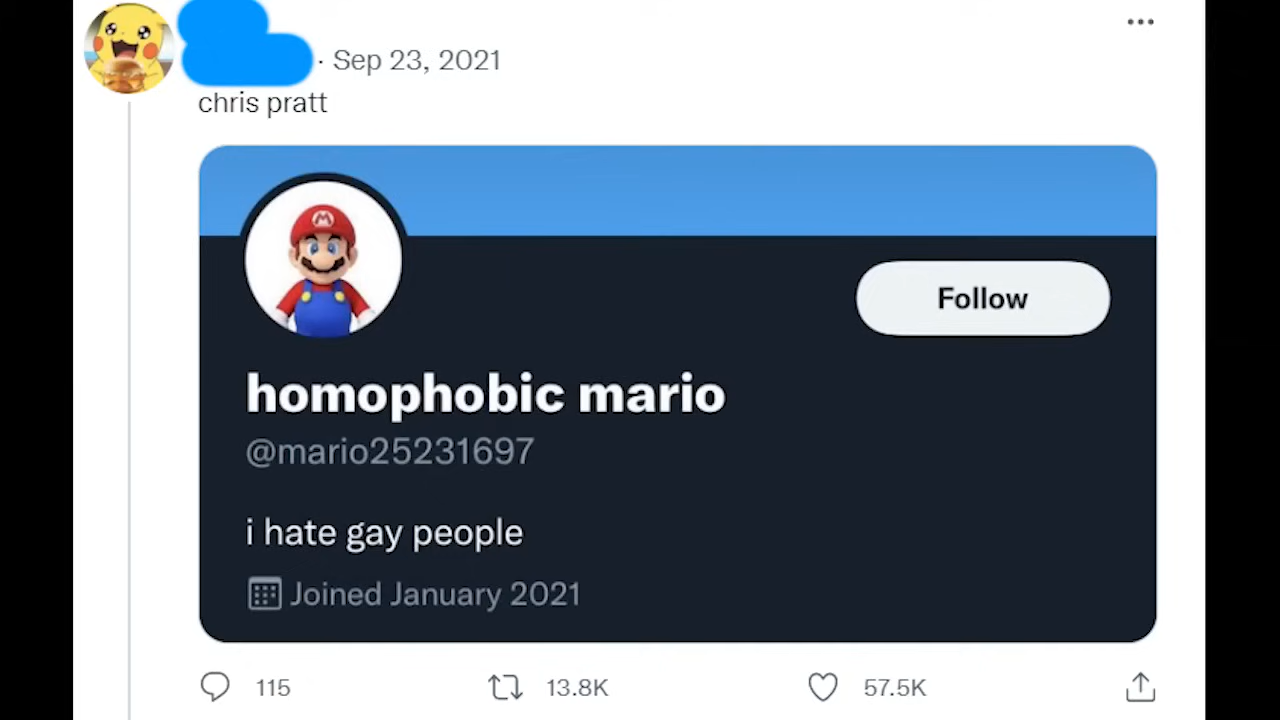 · Sep 23, 2021
chris pratt
M
Follow
homophobic mario
@mario25231697
i hate gay people
Joined January 2021
115 13.8K 57.5K